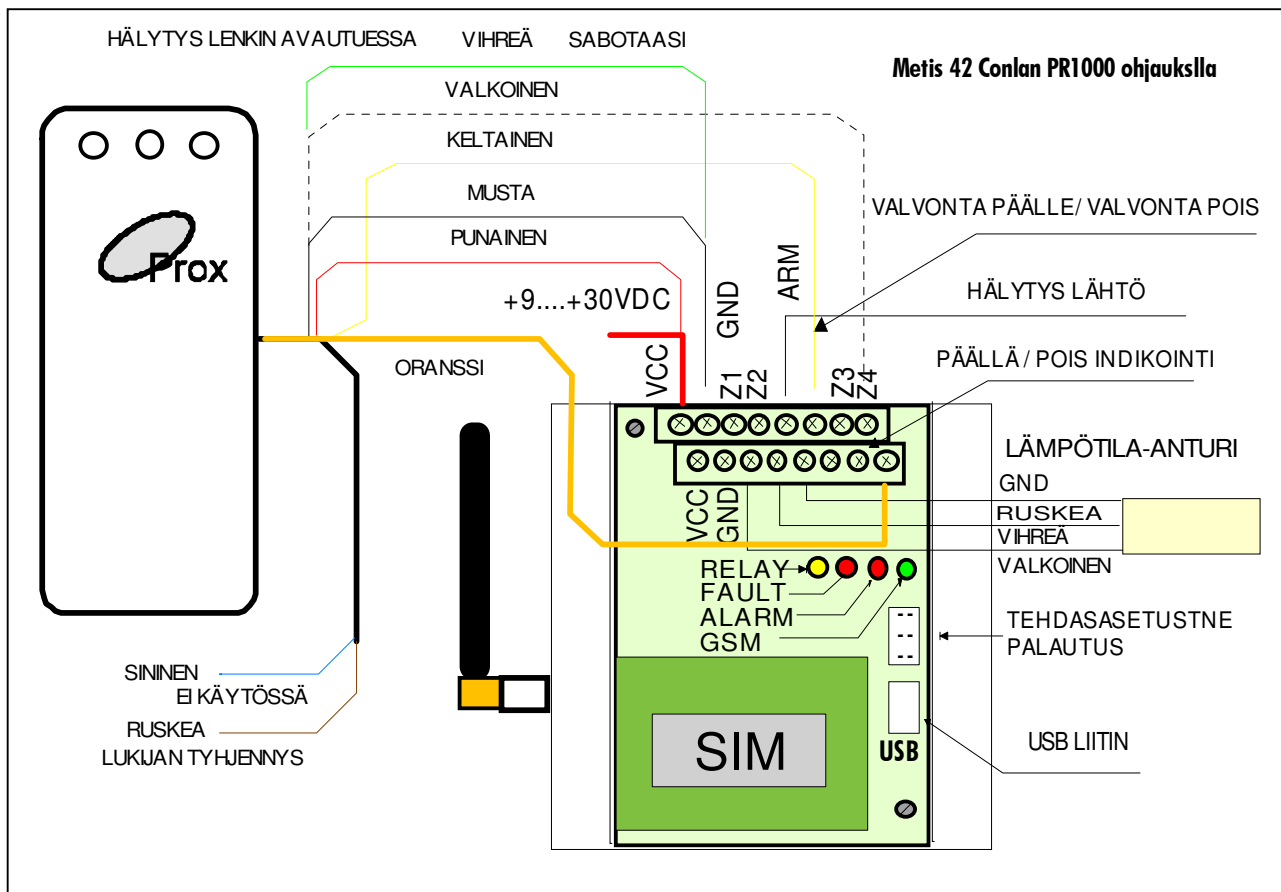 HÄLYTYS LENKIN AVAUTUESSA VIHREÄ SABOTAASI
Metis 42 Conlan PR1000 ohjaukslla
VALKOINEN
KELTAINEN
MUSTA
PUNAINEN
VALVONTA PÄÄLLE/ VALVONTA POIS
HÄLYTYS LÄHTÖ
PÄÄLLÄ / POIS INDIKOINTI
Prox
+9....+30VDC
ORANSSI
VCC
GND
Z1
Z2
ARM
Z3
Z4
LÄMPÖTILA-ANTURI
GND
RUSKEA
VIHREÄ
VALKOINEN
VCC
GND
RELAY
FAULT
ALARM
GSM
TEHDASASETUSTNE
PALAUTUS
SIM
USB
USB LIITIN
SININEN
EI KÄYTÖSSÄ
RUSKEA
LUKIJAN TYHJENNYS